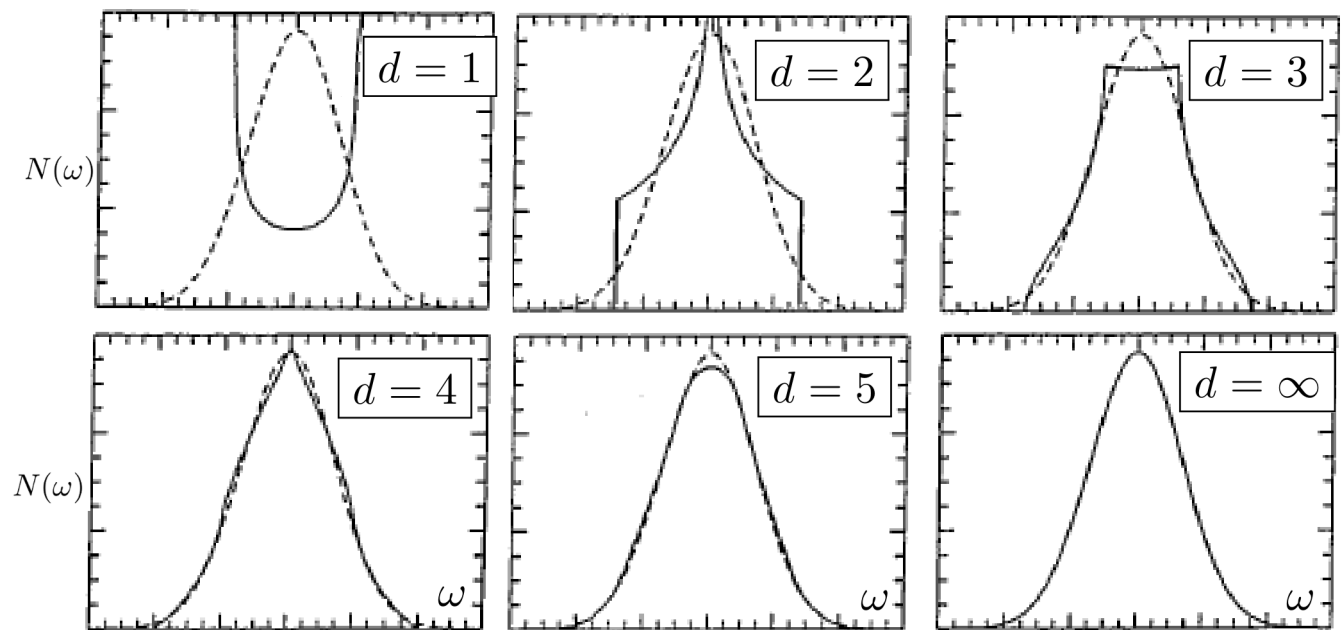 d = 1
d = 2
d = 3
N(ω)
d = 4
d = 5
d = ∞
N(ω)
ω
ω
ω